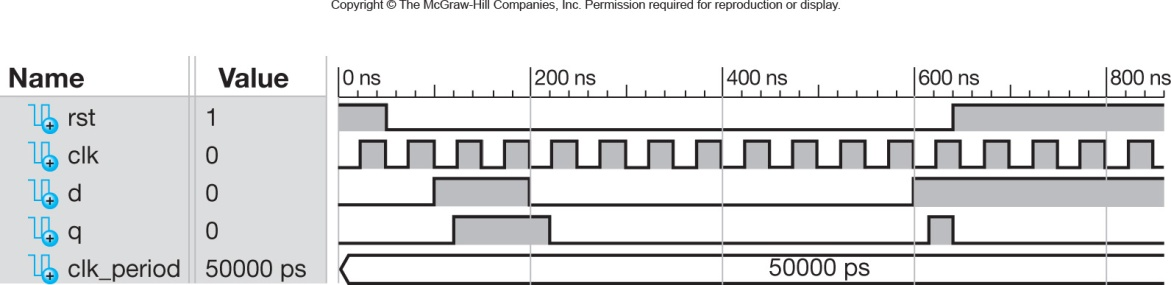 Copyright © The McGraw-Hill Companies, Inc. Permission required for reproduction or display.
Name Value 0 ns 200 ns 400 ns 600 ns 800 ns
rst 1
clk 0
d 0
q 0
clk_period 50000 ps 50000 ps